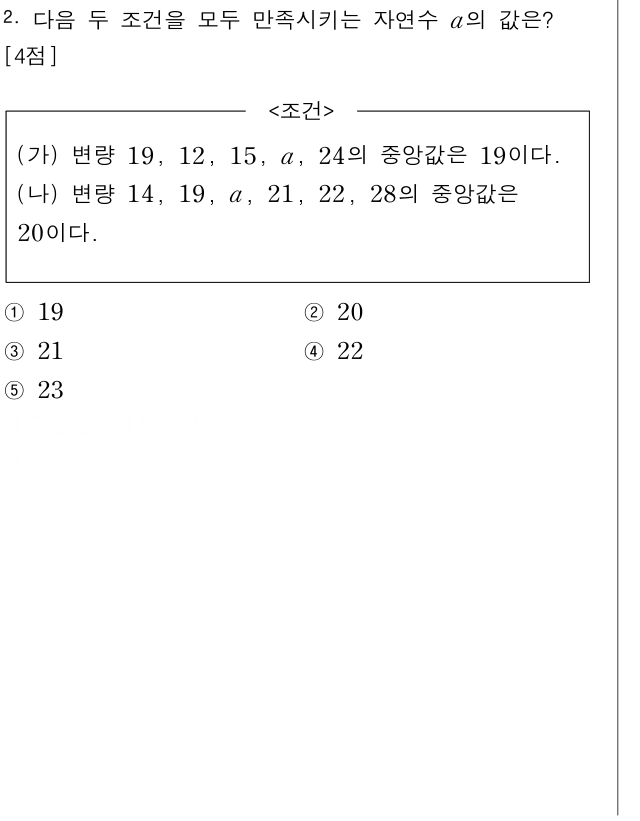 2. 다음 두 조건을 모두 만족시키는 자연수 a의 값은?
[4점]
<조건>
(가) 변량 19, 12, 15, a, 24의 중앙값은 19이다.
(나) 변량 14, 19, a, 21, 22, 28의 중앙값은
20이다.
① 19 ② 20
③ 21 ④ 22
⑤ 23